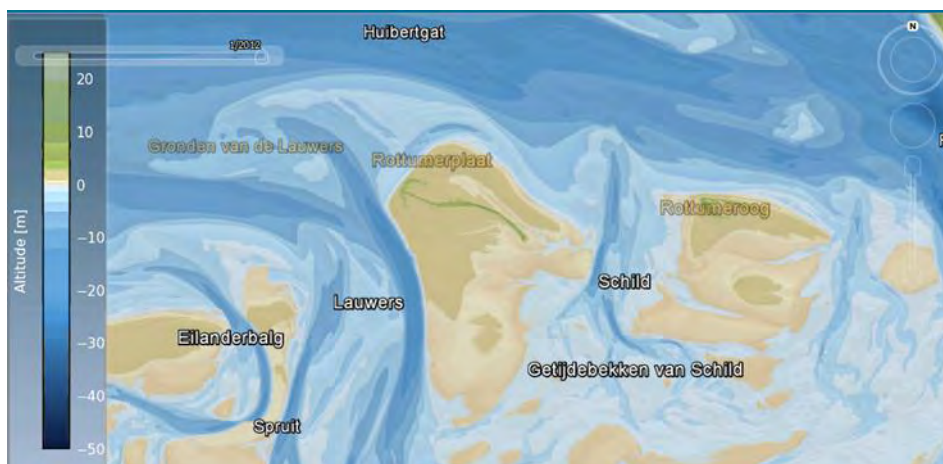 Huibertgat
N
1/2012
20
10
0
−10
−20
−30
−40
−50
Altitude [m]
Gronden van de Lauwers
Rottumerplaat
Rottumeroog
Schild
Lauwers
Eilanderbalg
Getijdebekken van Schild
Spruit